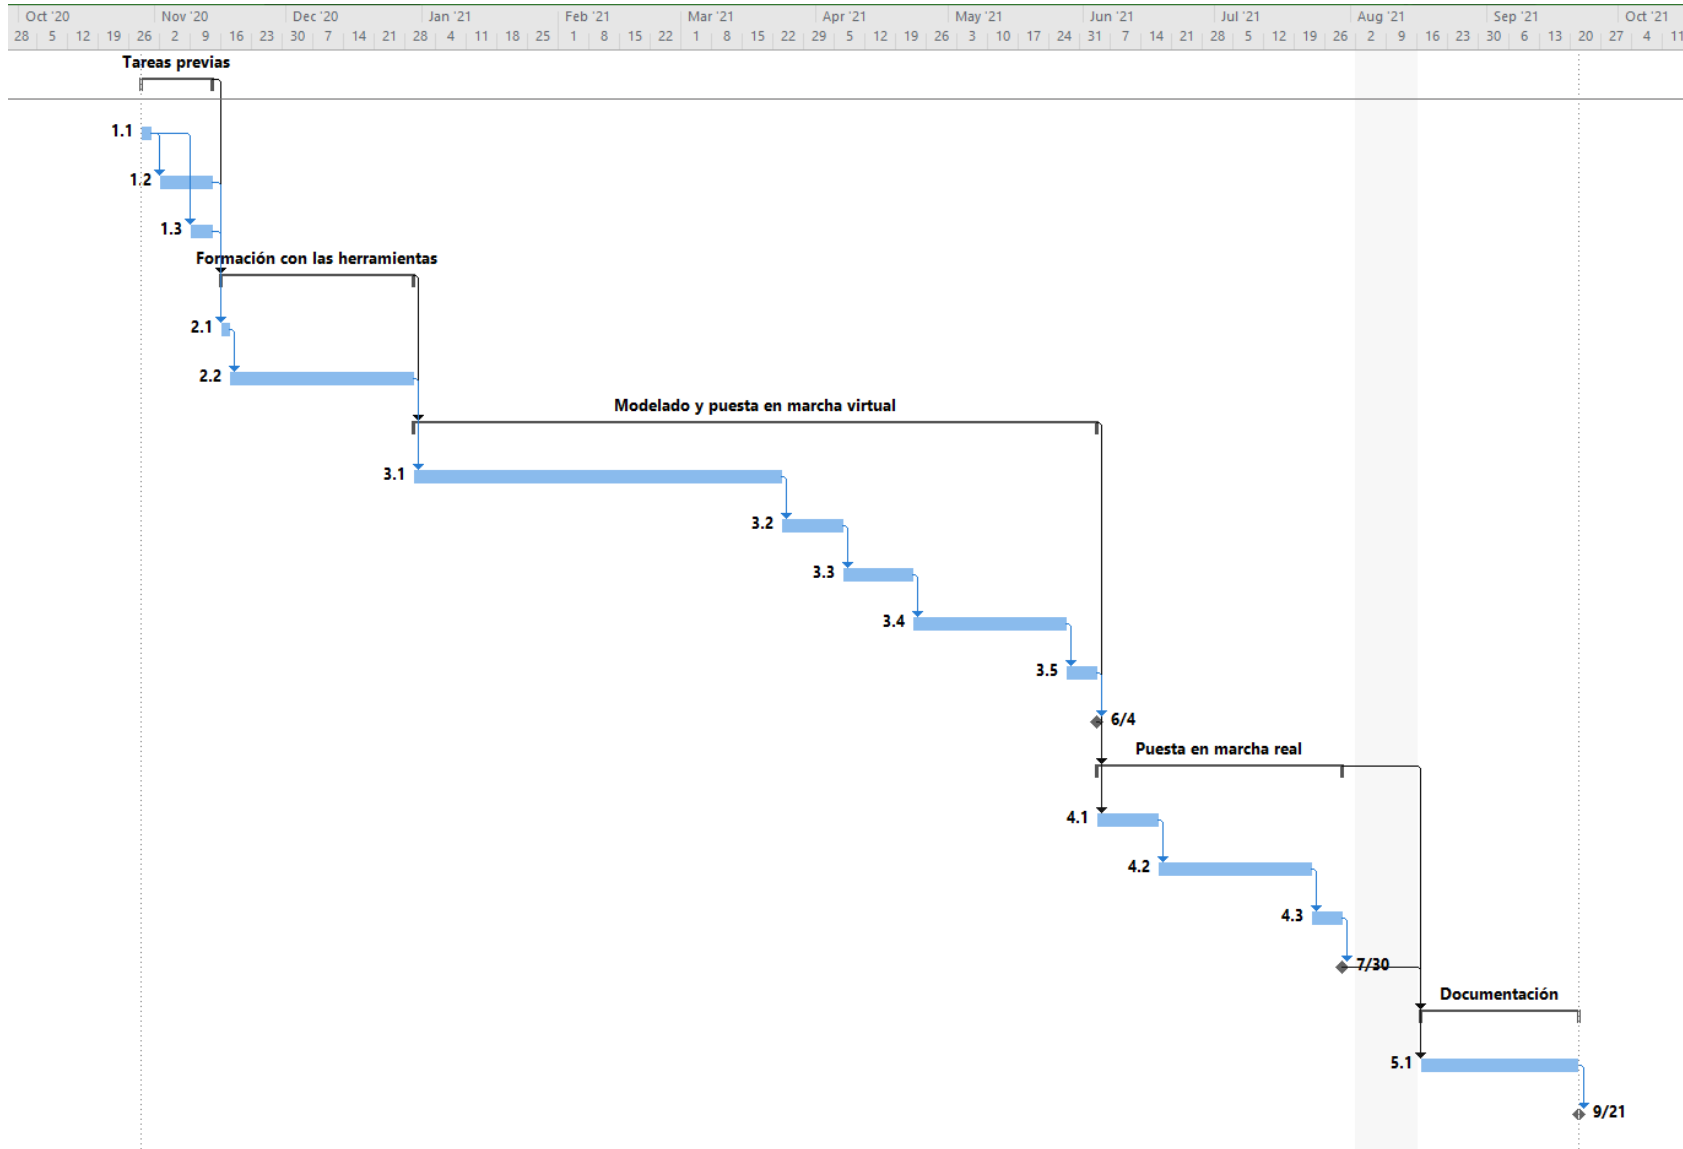 Oct '20 Nov '20 Dec '20 Jan '21 Feb '21 Mar '21 Apr '21 May '21 Jun '21 Jul '21 Aug '21 Sep '21 Oct '21
28 5 12 19 26 2 9 16 23 30 7 14 21 28 4 11 18 25 1 8 15 22 1 8 15 22 29 5 12 19 26 3 10 17 24 31 7 14 21 28 5 12 19 26 2 9 16 23 30 6 13 20 27 4 11
Tareas previas
1.1
1.2
1.3
Formación con las herramientas
2.1
2.2
Modelado y puesta en marcha virtual
3.1
3.2
3.3
3.4
3.5
6/4
Puesta en marcha real
4.1
4.2
4.3
7/30
Documentación
5.1
9/21